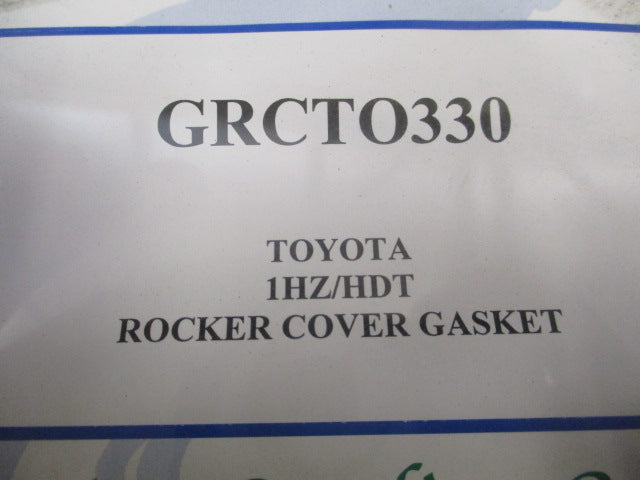 GRCTO330
TOYOTA
1HZ/HDT
ROCKER COVER GASKET